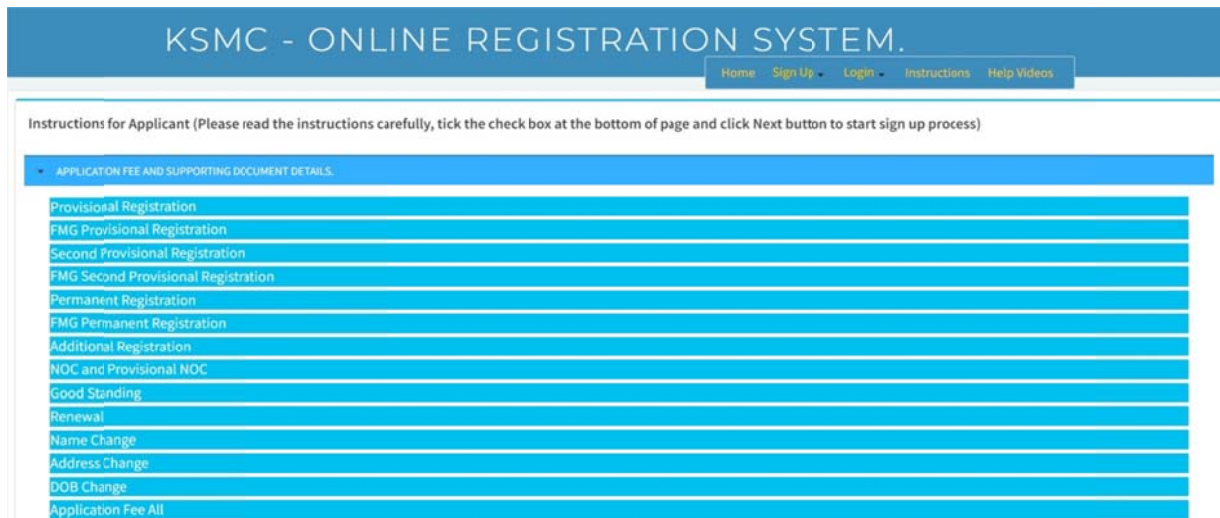 KSMC - ONLINE REGISTRATION SYSTEM.
Home Sign Up Login Instructions Help Videos
Instructions for Applicant (Please read the instructions carefully, tick the check box at the bottom of page and click Next button to start sign up process)
APPLICATION FEE AND SUPPORTING DOCUMENT DETAILS.
Provisional Registration
FMG Provisional Registration
Second Provisional Registration
FMG Second Provisional Registration
Permanent Registration
FMG Permanent Registration
Additional Registration
NOC and Provisional NOC
Good Standing
Renewal
Name Change
Address Change
DOB Change
Application Fee All